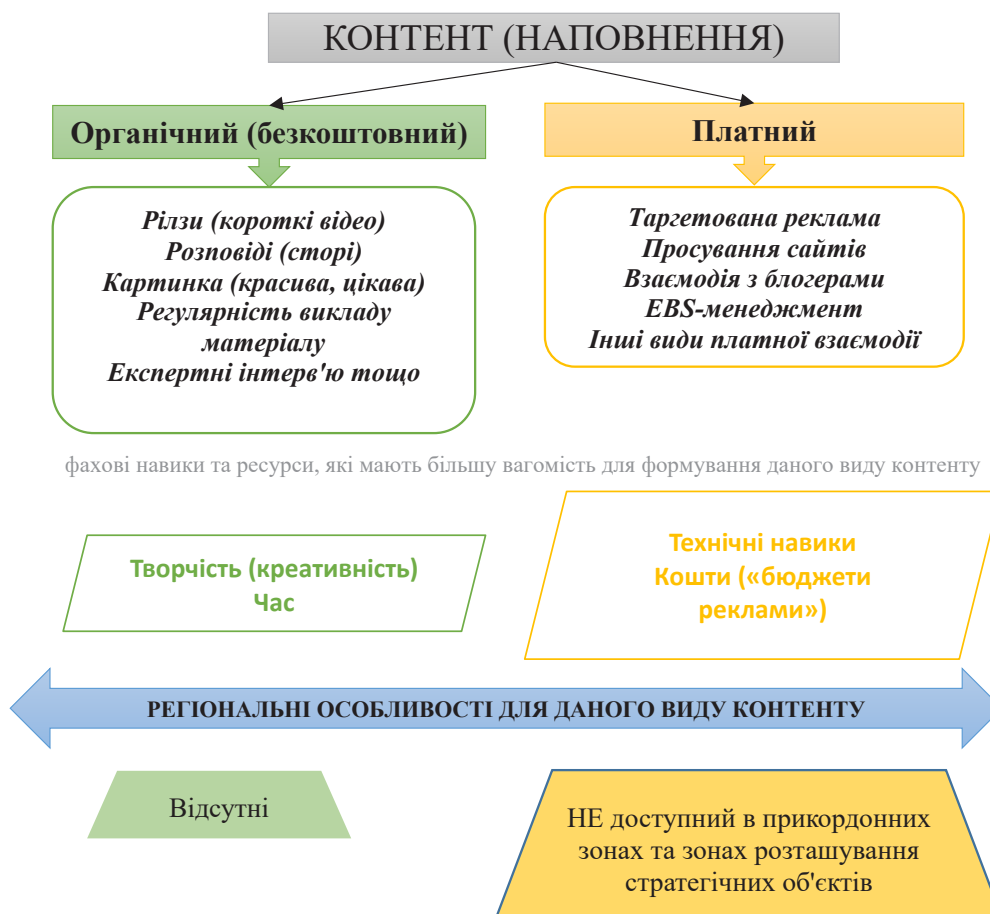 КОНТЕНТ (НАПОВНЕННЯ)
Органічний (безкоштовний)
Рілзи (короткі відео)
Розповіді (сторі)
Картинка (красива, цікава)
Регулярність викладу
матеріалу
Експертні інтерв'ю тощо
Платний
Таргетована реклама
Просування сайтів
Взаємодія з блогерами
EBS-менеджмент
Інші види платної взаємодії
фахові навики та ресурси, які мають більшу вагомість для формування даного виду контенту
Творчість (креативність)
Час
Технічні навики
Кошти («бюджети
реклами»)
РЕГІОНАЛЬНІ ОСОБЛИВОСТІ ДЛЯ ДАНОГО ВИДУ КОНТЕНТУ
Відсутні
НЕ доступний в прикордонних
зонах та зонах розташування
стратегічних об'єктів